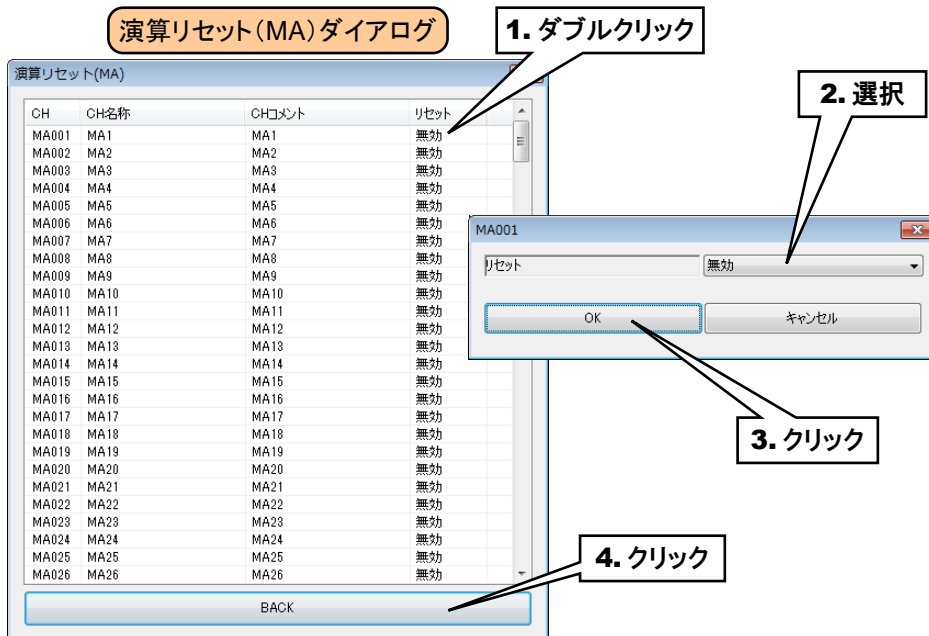 演算リセット(MA)ダイアログ
1. ダブルクリック
演算リセット(MA)
2. 選択
CH CH名称 CHコメント リセット
MA001 MA1 MA1 無効
MA002 MA2 MA2 無効
MA003 MA3 MA3 無効
MA004 MA4 MA4 無効
MA005 MA5 MA5 無効
MA006 MA6 MA6 無効
MA007 MA7 MA7 無効
MA008 MA8 MA8 無効
MA009 MA9 MA9 無効
MA010 MA10 MA10 無効
MA011 MA11 MA11 無効
MA012 MA12 MA12 無効
MA013 MA13 MA13 無効
MA014 MA14 MA14 無効
MA015 MA15 MA15 無効
MA016 MA16 MA16 無効
MA017 MA17 MA17 無効
MA018 MA18 MA18 無効
MA019 MA19 MA19 無効
MA020 MA20 MA20 無効
MA021 MA21 MA21 無効
MA022 MA22 MA22 無効
MA023 MA23 MA23 無効
MA024 MA24 MA24 無効
MA025 MA25 MA25 無効
MA026 MA26 MA26 無効
BACK
MA001
リセット 無効
OK キャンセル
3. クリック
4. クリック